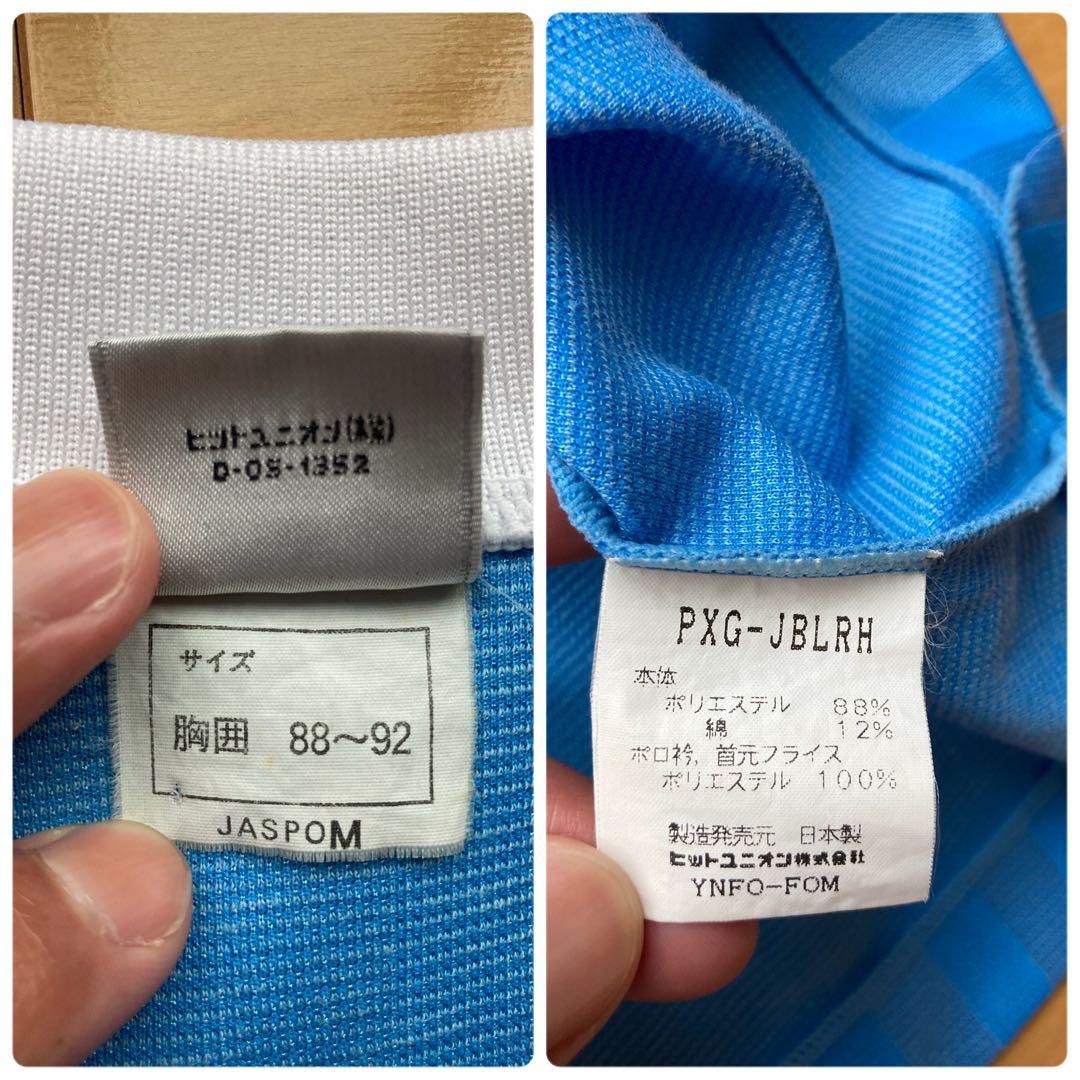 ヒットユニオン(株)
D-OS-1352
サイズ
胸囲 88〜92
JASPOM
PXG-JBLRH
本体
ポリエステル 88%
綿 12%
ポロ衿, 首元フライス
ポリエステル 100%
製造発売元 日本製
ヒットユニオン株式会社
YNFO-FOM